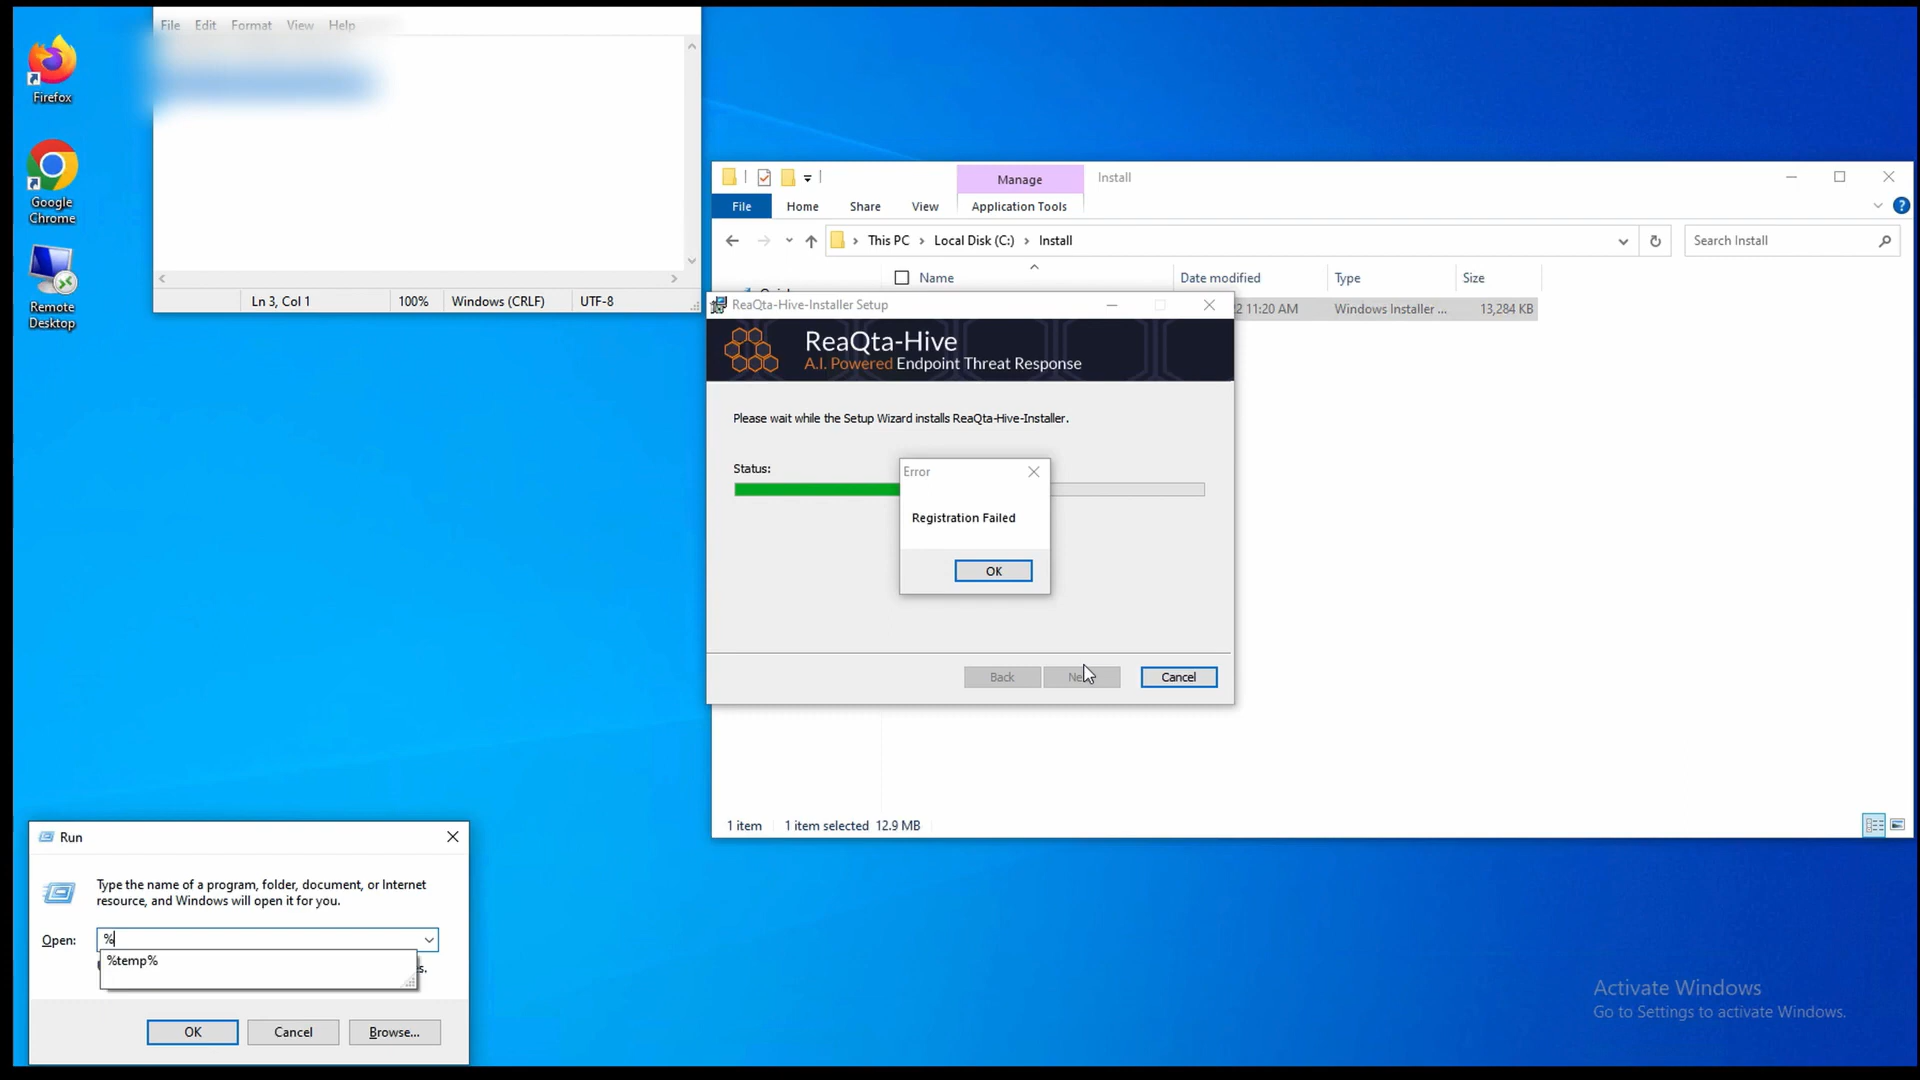 File Edit Format View Help
Firefox
Google
Chrome
Remote
Desktop
Ln 3, Col 1 100% Windows (CRLF) UTF-8
Manage Install
File Home Share View Application Tools
This PC Local Disk (C:) Install
Search Install
Name Date modified Type Size
11:20 AM Windows Installer ... 13,284 KB
ReaQta-Hive-Installer Setup
ReaQta-Hive
A.I. Powered Endpoint Threat Response
Please wait while the Setup Wizard installs ReaQta-Hive-Installer.
Status:
Error
Registration Failed
OK
Back
Cancel
1 item 1 item selected 12.9 MB
Run
Type the name of a program, folder, document, or Internet
resource, and Windows will open it for you.
Open: %
%temp%
OK Cancel Browse...
Activate Windows
Go to Settings to activate Windows.